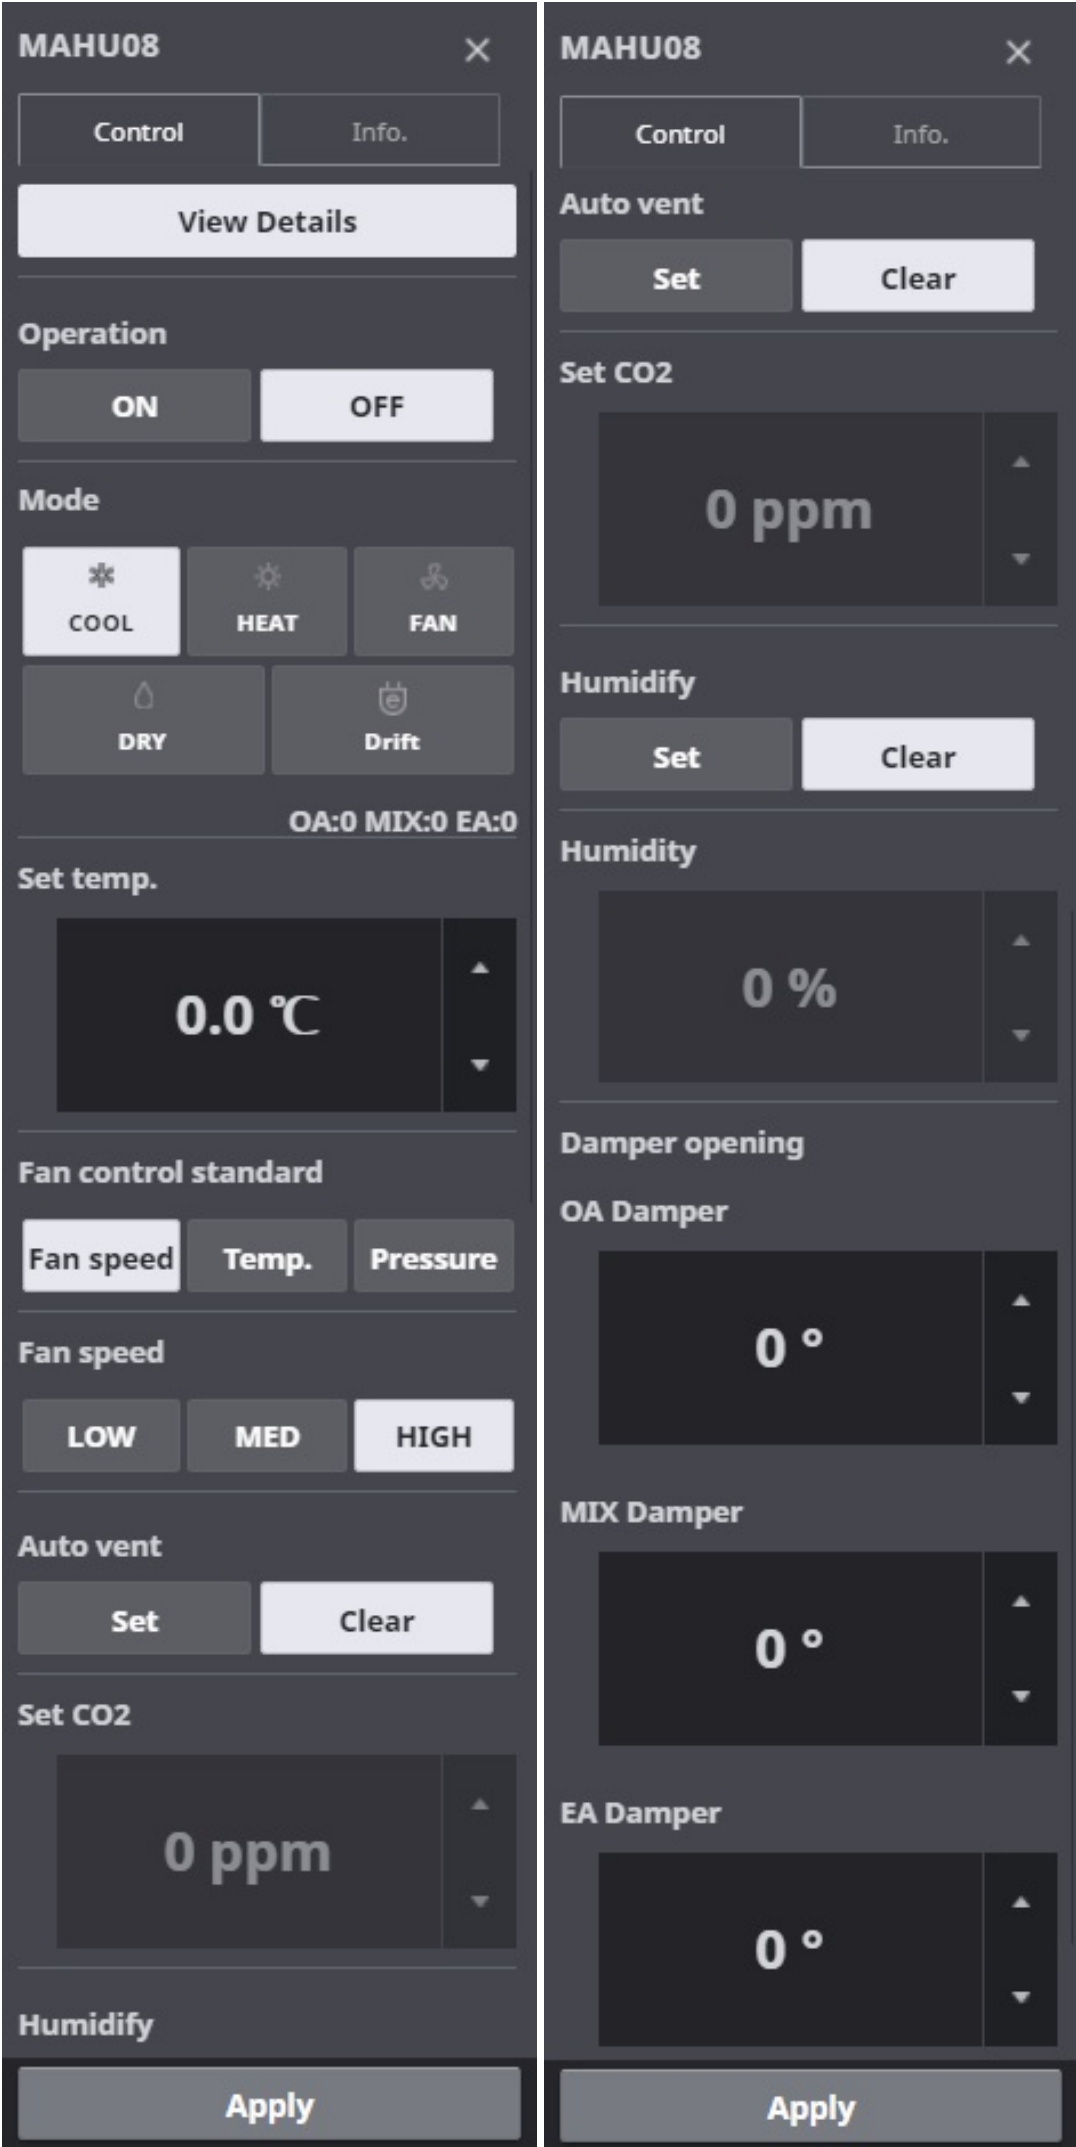 MAHU08
Control Info.
View Details
Operation
ON OFF
Mode
COOL HEAT FAN
DRY Drift
OA:0 MIX:0 EA:0
Set temp.
0.0 ℃
Fan control standard
Fan speed Temp. Pressure
Fan speed
LOW MED HIGH
Auto vent
Set Clear
Set CO2
0 ppm
Humidify
Apply
MAHU08
Control Info.
Auto vent
Set Clear
Set CO2
0 ppm
Humidify
Set Clear
Humidity
0 %
Damper opening
OA Damper
0 °
MIX Damper
0 °
EA Damper
0 °
Apply